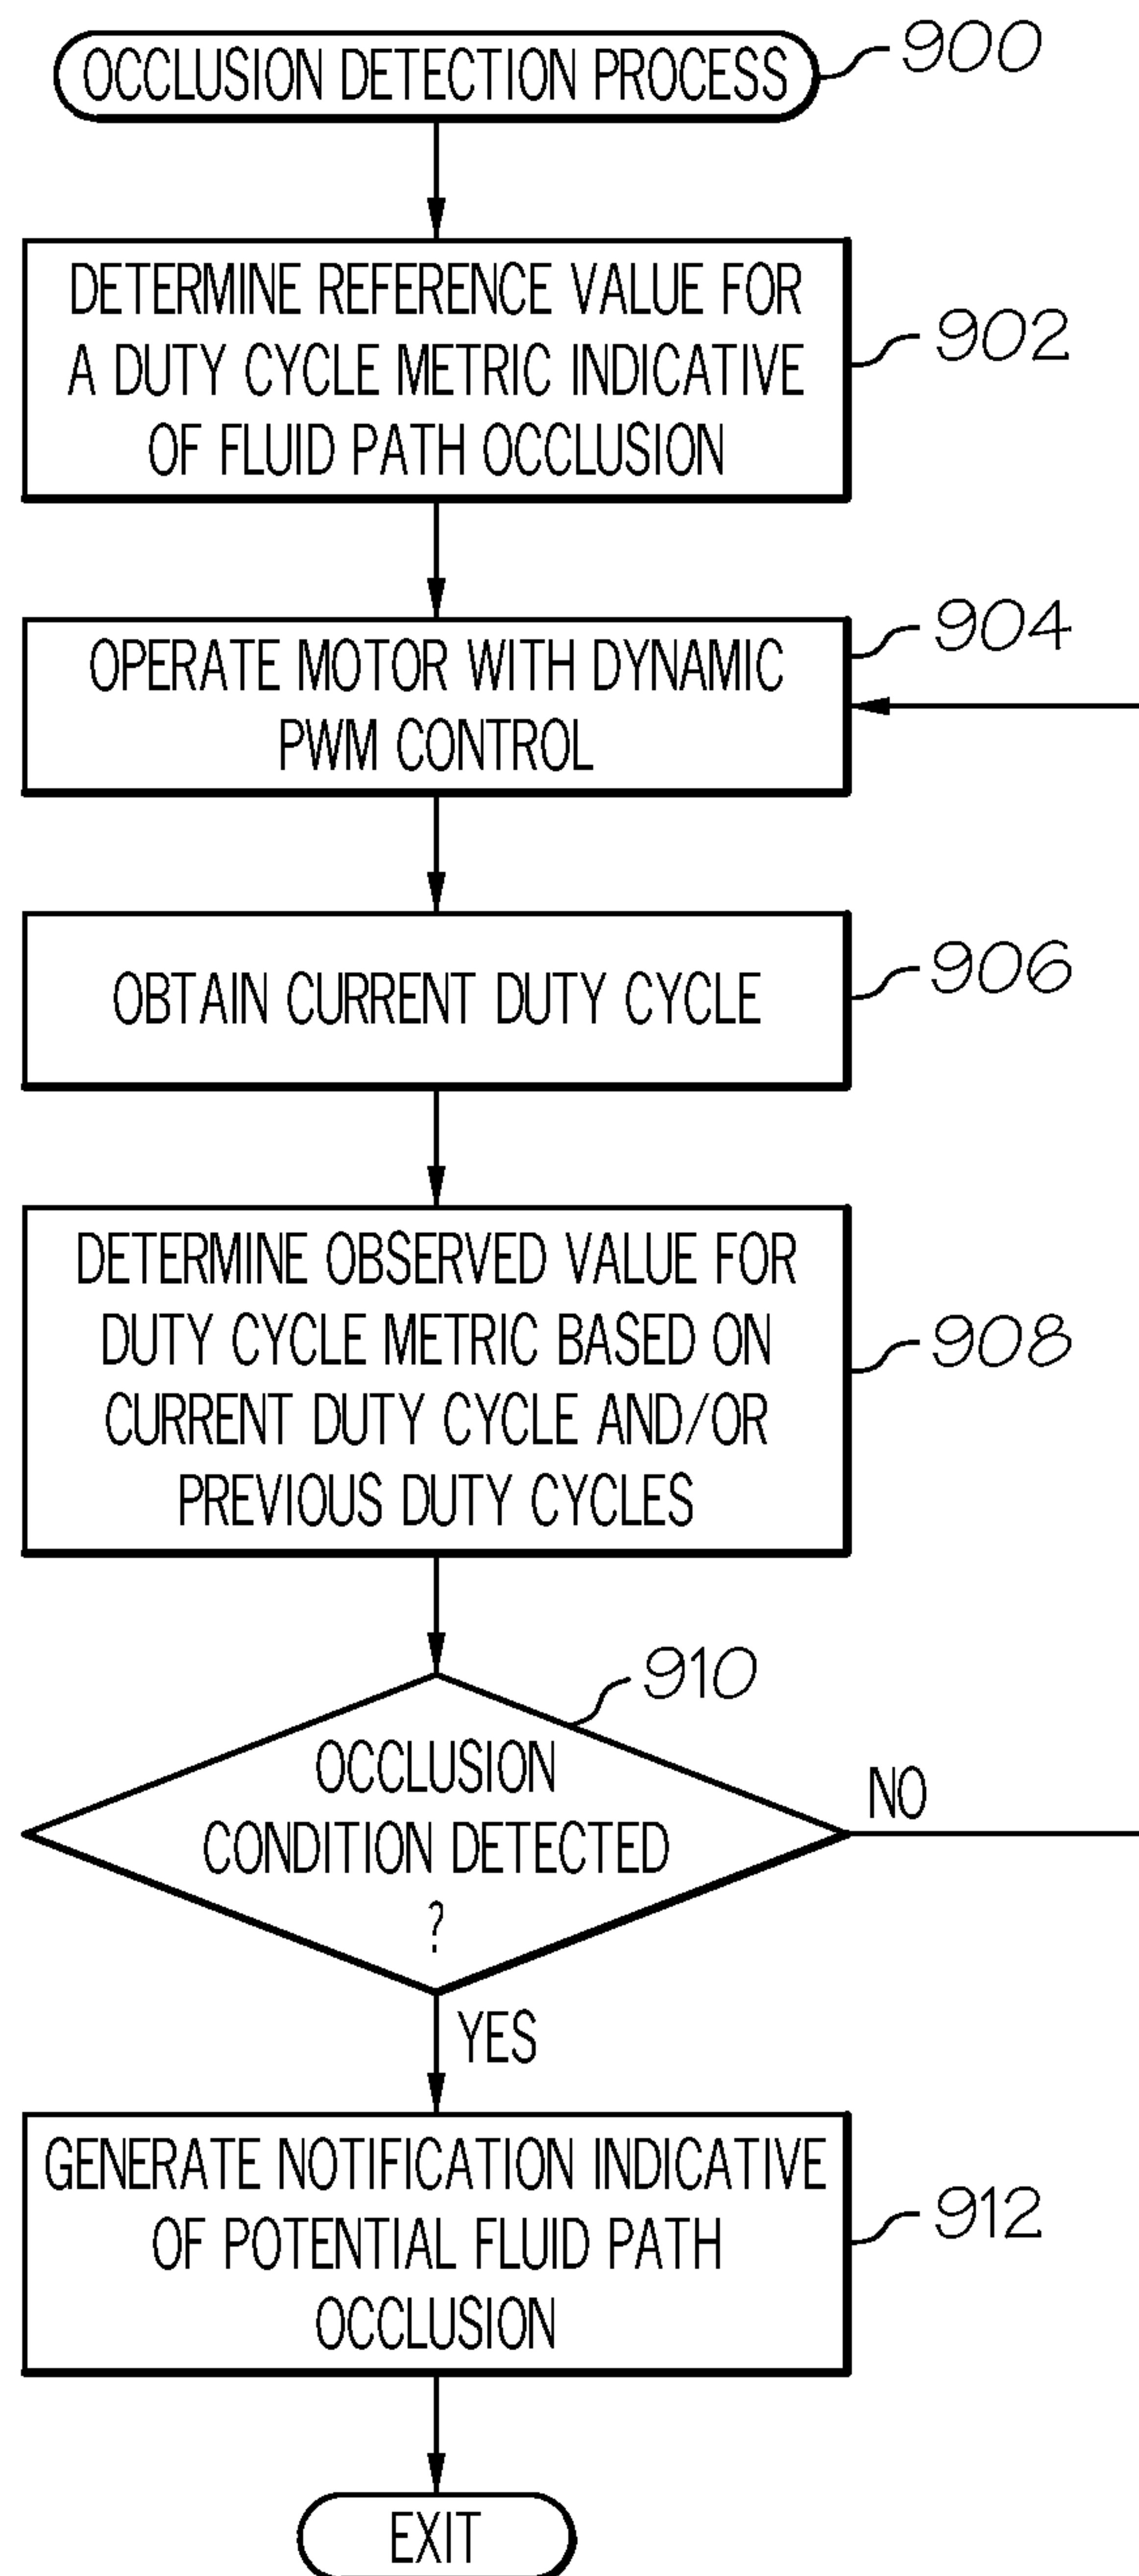 OCCLUSION DETECTION PROCESS
900
DETERMINE REFERENCE VALUE FOR
A DUTY CYCLE METRIC INDICATIVE
OF FLUID PATH OCCLUSION
902
OPERATE MOTOR WITH DYNAMIC
PWM CONTROL
904
OBTAIN CURRENT DUTY CYCLE
906
DETERMINE OBSERVED VALUE FOR
DUTY CYCLE METRIC BASED ON
CURRENT DUTY CYCLE AND/OR
PREVIOUS DUTY CYCLES
908
910
OCCLUSION
CONDITION DETECTED
?
NO
YES
GENERATE NOTIFICATION INDICATIVE
OF POTENTIAL FLUID PATH
OCCLUSION
912
EXIT